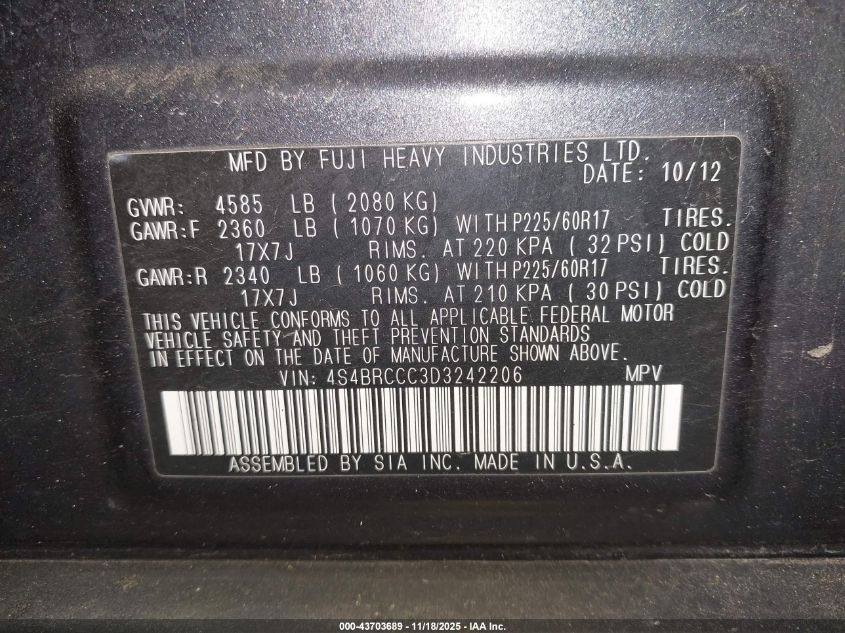 MFD BY FUJI HEAVY INDUSTRIES LTD.
DATE: 10/12
GVWR: 4585 LB ( 2080 KG)
GAWR:F 2360 LB ( 1070 KG) WITH P225/60R17 TIRES.
17X7J RIMS. AT 220 KPA ( 32 PSI) COLD
GAWR:R 2340 LB ( 1060 KG) WITH P225/60R17 TIRES.
17X7J RIMS. AT 210 KPA ( 30 PSI) COLD
THIS VEHICLE CONFORMS TO ALL APPLICABLE FEDERAL MOTOR
VEHICLE SAFETY AND THEFT PREVENTION STANDARDS
IN EFFECT ON THE DATE OF MANUFACTURE SHOWN ABOVE.
VIN: 4S4BRCCC3D3242206 MPV
ASSEMBLED BY SIA INC. MADE IN U.S.A.
000-43703689 - 11/18/2025 - IAA Inc.